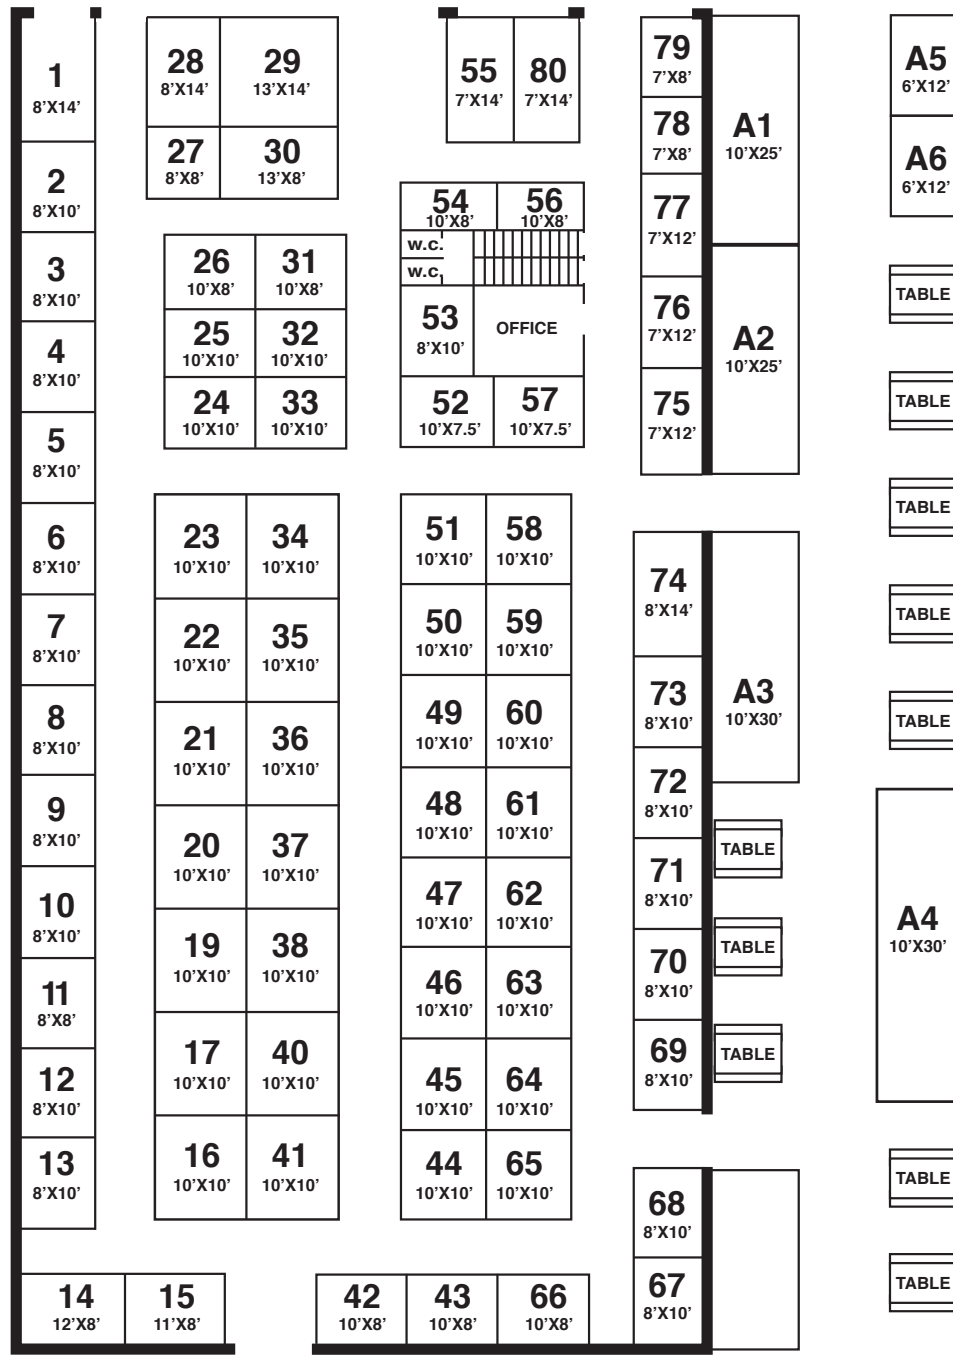 1
8’X14’
2
8’X10’
3
8’X10’
4
8’X10’
5
8’X10’
6
8’X10’
7
8’X10’
8
8’X10’
9
8’X10’
10
8’X10’
11
8’X8’
12
8’X10’
13
8’X10’
14
12’X8’
15
11’X8’
28
8’X14’
29
13’X14’
27
8’X8’
30
13’X8’
26
10’X8’
31
10’X8’
25
10’X10’
32
10’X10’
24
10’X10’
33
10’X10’
23
10’X10’
34
10’X10’
22
10’X10’
35
10’X10’
21
10’X10’
36
10’X10’
20
10’X10’
37
10’X10’
19
10’X10’
38
10’X10’
17
10’X10’
40
10’X10’
16
10’X10’
41
10’X10’
55
7’X14’
80
7’X14’
54
10’X8’
56
10’X8’
W.C.
W.C.
53
8’X10’
OFFICE
52
10’X7.5’
57
10’X7.5’
51
10’X10’
58
10’X10’
50
10’X10’
59
10’X10’
49
10’X10’
60
10’X10’
48
10’X10’
61
10’X10’
47
10’X10’
62
10’X10’
46
10’X10’
63
10’X10’
45
10’X10’
64
10’X10’
44
10’X10’
65
10’X10’
42
10’X8’
43
10’X8’
66
10’X8’
79
7’X8’
78
7’X8’
77
7’X12’
76
7’X12’
75
7’X12’
A1
10’X25’
A2
10’X25’
74
8’X14’
73
8’X10’
72
8’X10’
71
8’X10’
70
8’X10’
69
8’X10’
68
8’X10’
67
8’X10’
A3
10’X30’
TABLE
TABLE
TABLE
A5
6’X12’
A6
6’X12’
TABLE
TABLE
TABLE
TABLE
TABLE
A4
10’X30’
TABLE
TABLE